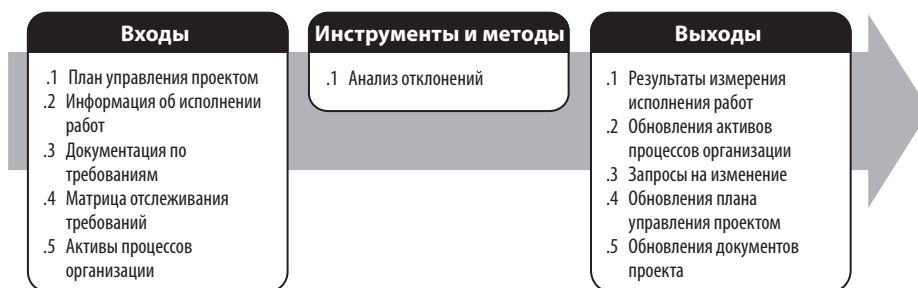 Входы
.1 План управления проектом
.2 Информация об исполнении
работ
.3 Документация по
требованиям
.4 Матрица отслеживания
требований
.5 Активы процессов
организации
Инструменты и методы
.1 Анализ отклонений
Выходы
.1 Результаты измерения
исполнения работ
.2 Обновления активов
процессов организации
.3 Запросы на изменение
.4 Обновления плана
управления проектом
.5 Обновления документов
проекта